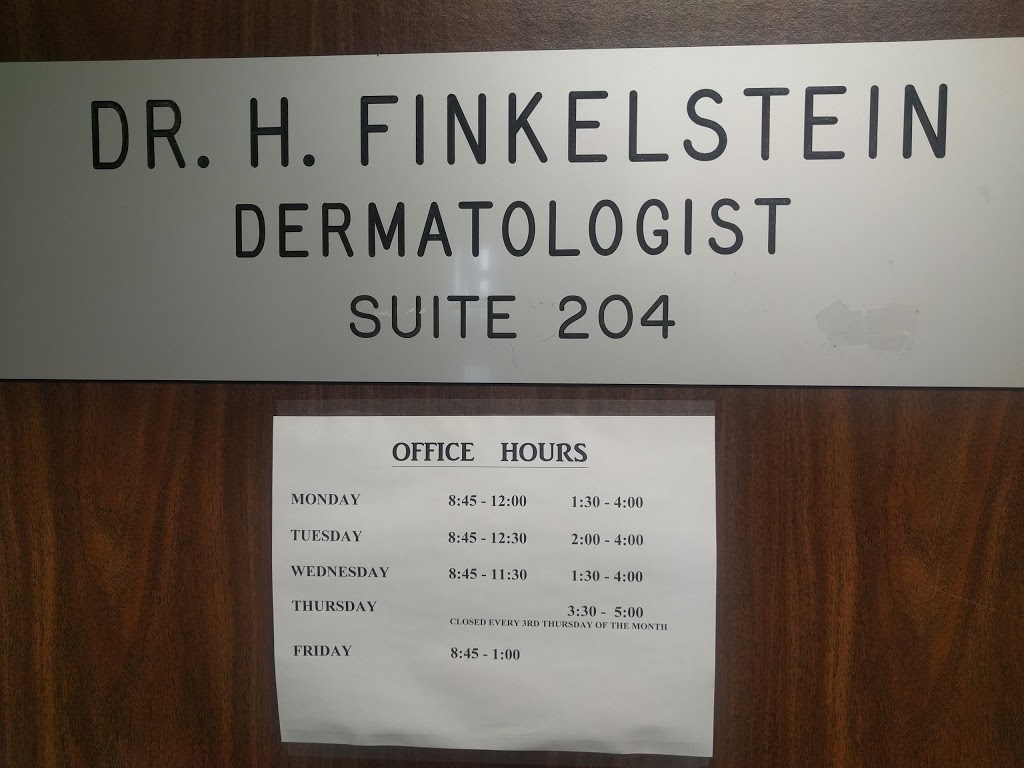 DR. H. FINKELSTEIN
DERMATOLOGIST
SUITE 204
OFFICE HOURS
MONDAY 8:45 - 12:00 1:30 - 4:00
TUESDAY 8:45 - 12:30 2:00 - 4:00
WEDNESDAY 8:45 - 11:30 1:30 - 4:00
THURSDAY 3:30 - 5:00
CLOSED EVERY 3RD THURSDAY OF THE MONTH
FRIDAY 8:45 - 1:00